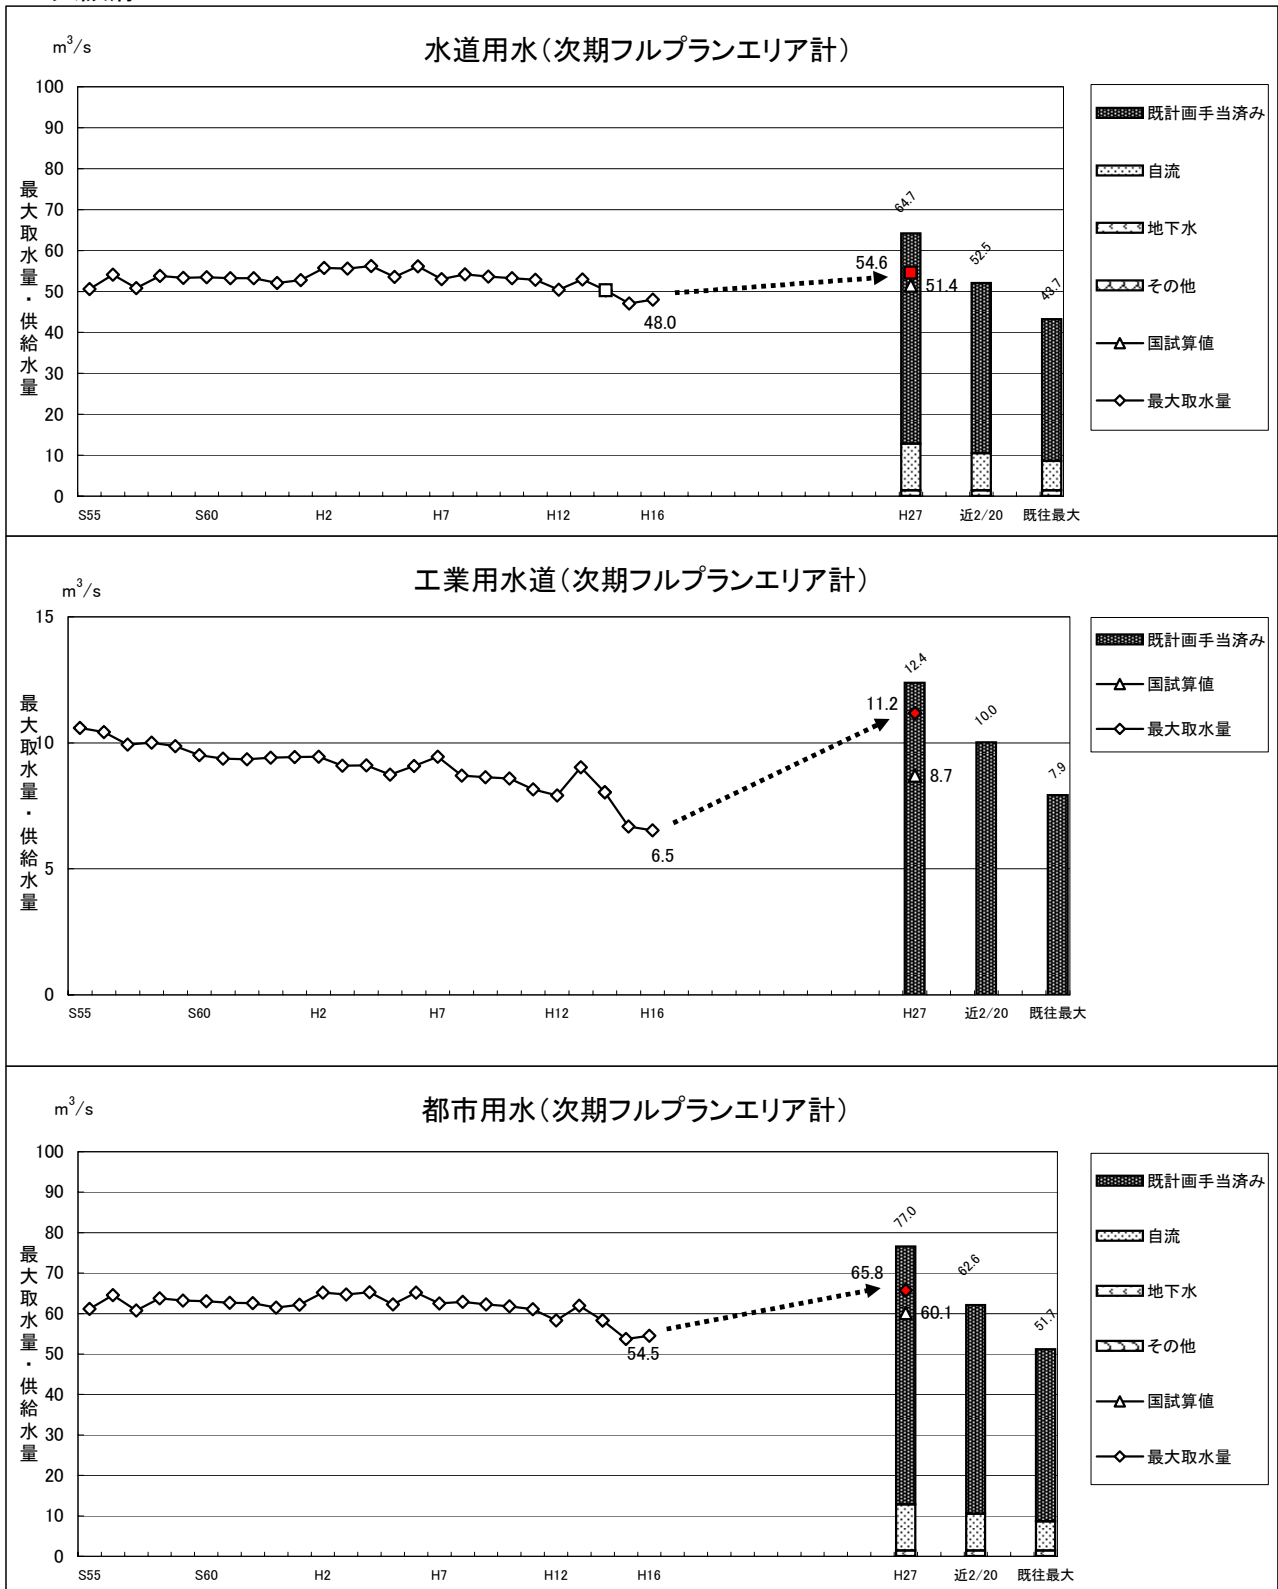 m³/s
水道用水(次期フルプランエリア計)
最大取水量・供給水量
100
90
80
70
60
50
40
30
20
10
0
S55
S60
H2
H7
H12
H16
H27
近2/20
既往最大
48.0
54.6
51.4
64.7
52.5
43.7
既計画手当済み
自流
地下水
その他
国試算値
最大取水量
m³/s
工業用水道(次期フルプランエリア計)
最大取水量・供給水量
15
10
5
0
S55
S60
H2
H7
H12
H16
H27
近2/20
既往最大
6.5
11.2
8.7
12.4
10.0
7.9
既計画手当済み
国試算値
最大取水量
m³/s
都市用水(次期フルプランエリア計)
最大取水量・供給水量
100
90
80
70
60
50
40
30
20
10
0
S55
S60
H2
H7
H12
H16
H27
近2/20
既往最大
54.5
65.8
60.1
77.0
62.6
51.7
既計画手当済み
自流
地下水
その他
国試算値
最大取水量